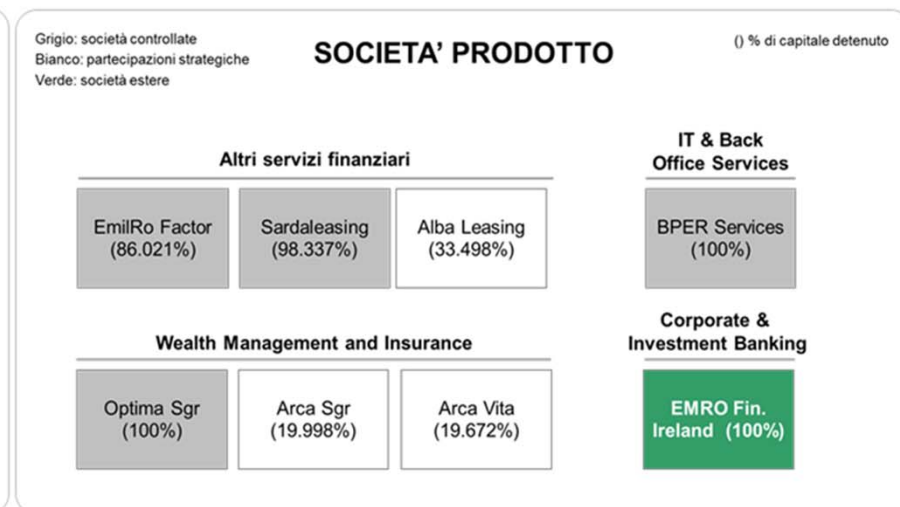 Grigio: società controllate
Bianco: partecipazioni strategiche
Verde: società estere
SOCIETA’ PRODOTTO
() % di capitale detenuto
Altri servizi finanziari
EmilRo Factor
(86.021%)
Sardaleasing
(98.337%)
Alba Leasing
(33.498%)
IT & Back
Office Services
BPER Services
(100%)
Wealth Management and Insurance
Optima Sgr
(100%)
Arca Sgr
(19.998%)
Arca Vita
(19.672%)
Corporate &
Investment Banking
EMRO Fin.
Ireland (100%)